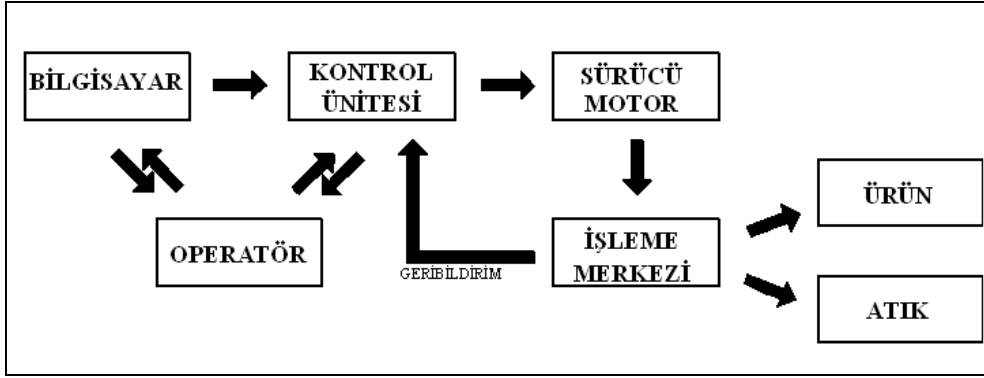 BİLGİSAYAR
KONTROL
ÜNİTESİ
SÜRÜCÜ
MOTOR
OPERATÖR
GERİBİLDİRİM
İŞLEME
MERKEZİ
ÜRÜN
ATIK